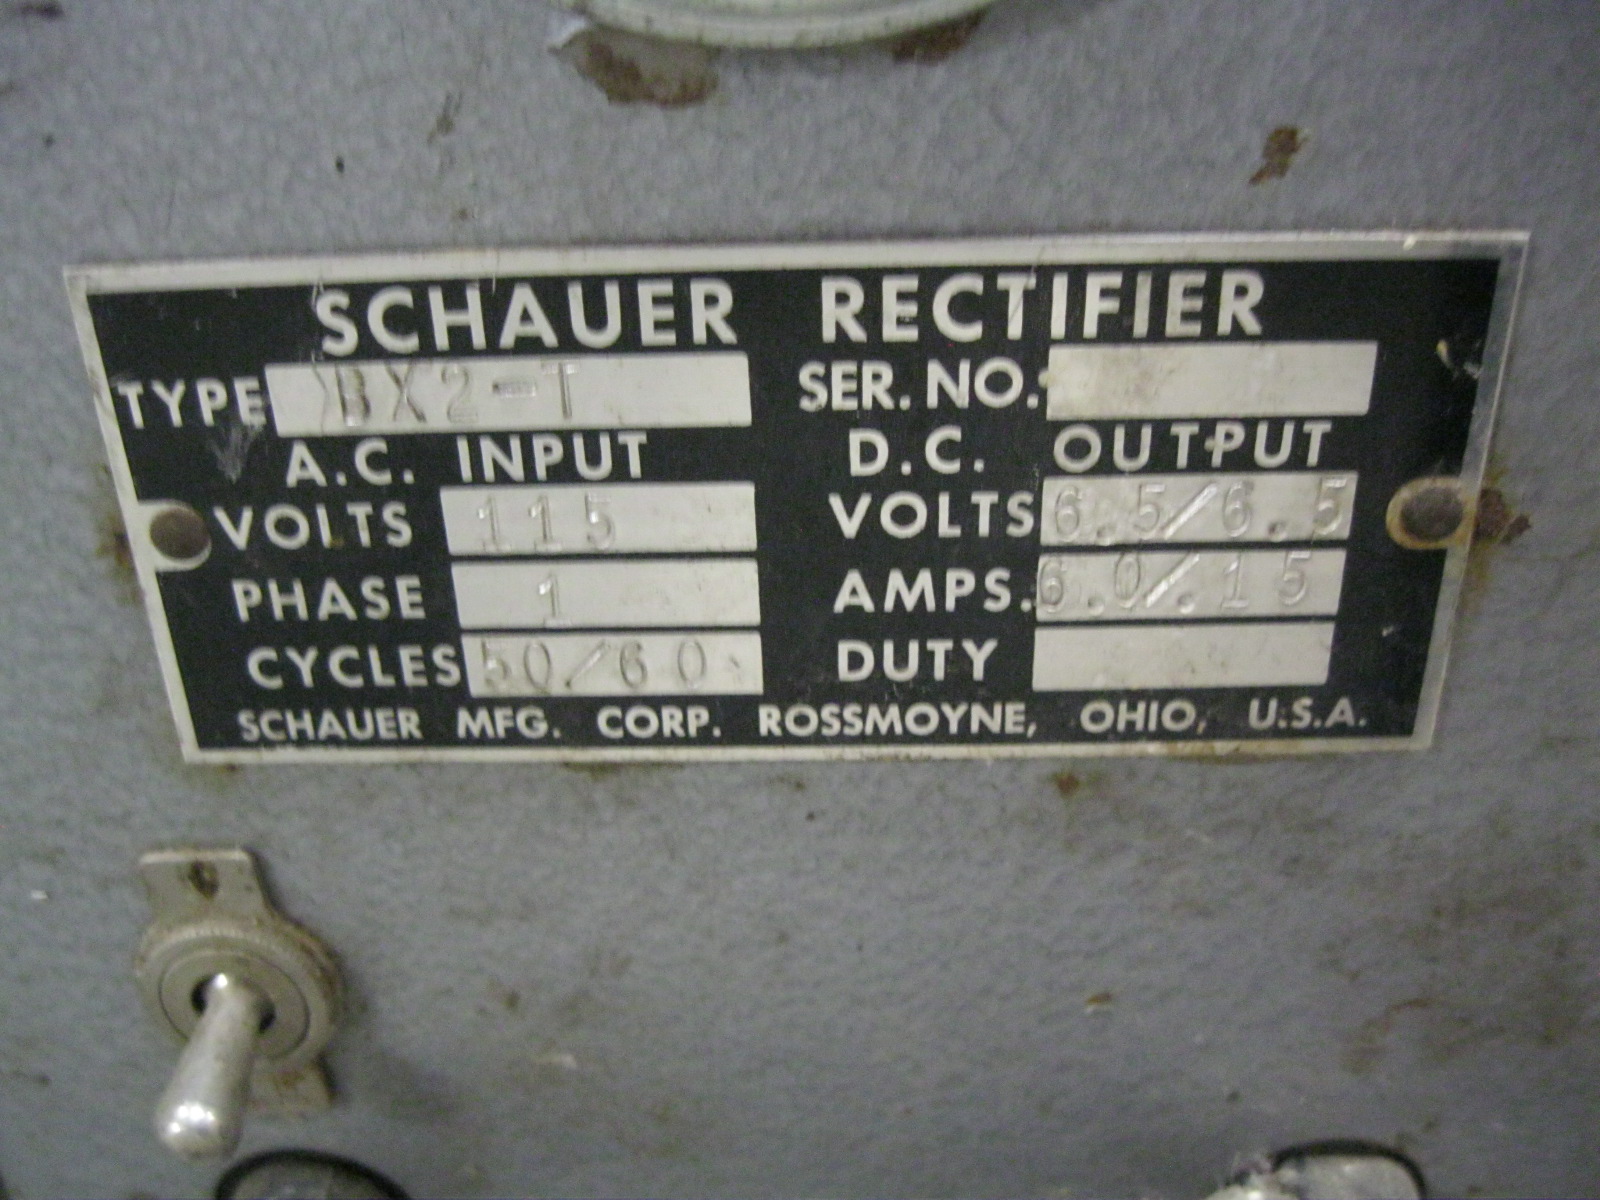 SCHAUER RECTIFIER
TYPE BX2-T SER. NO.
A.C. INPUT D.C. OUTPUT
VOLTS 115 VOLTS 6.5/6.5
PHASE 1 AMPS. 6.0/.15
CYCLES 50/60 DUTY
SCHAUER MFG. CORP. ROSSMOYNE, OHIO, U.S.A.